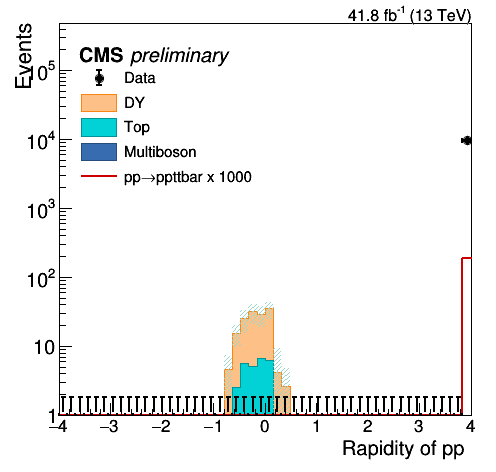 41.8 fb⁻¹ (13 TeV)
Events
CMS preliminary
Data
DY
Top
Multiboson
pp→ppttbar x 1000
10⁵
10⁴
10³
10²
10
1
−4 −3 −2 −1 0 1 2 3 4
Rapidity of pp